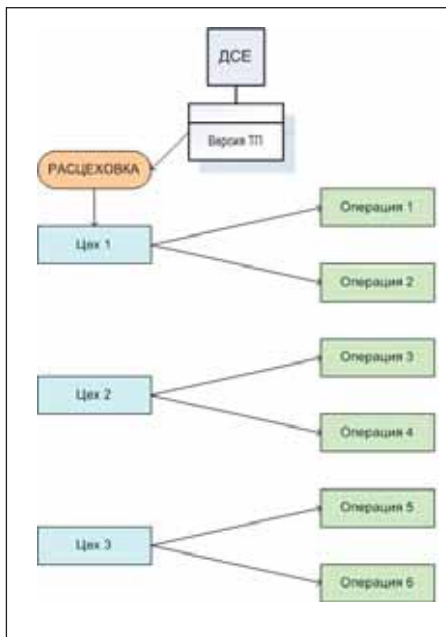 ДСЕ
Версия ТП
РАСЦЕХОВКА
Цех 1
Операция 1
Операция 2
Цех 2
Операция 3
Операция 4
Цех 3
Операция 5
Операция 6